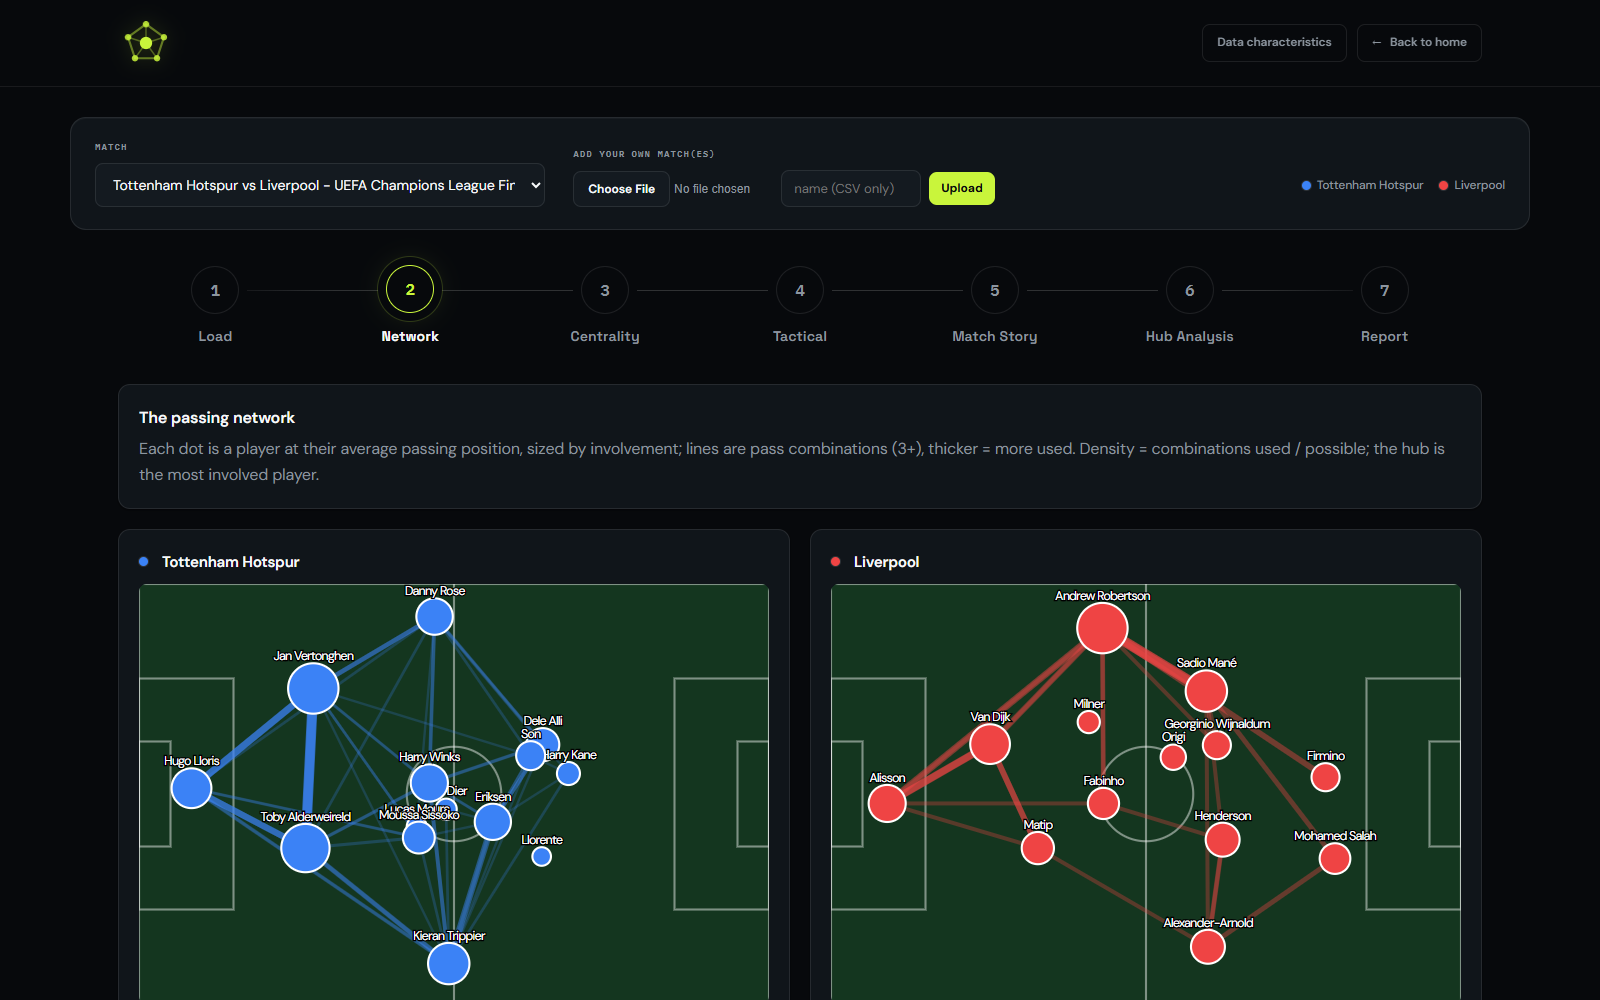 Data characteristics
← Back to home
MATCH
Tottenham Hotspur vs Liverpool - UEFA Champions League Fir
ADD YOUR OWN MATCH(ES)
Choose File No file chosen
name (CSV only)
Upload
Tottenham Hotspur
Liverpool
1
2
3
4
5
6
7
Load
Network
Centrality
Tactical
Match Story
Hub Analysis
Report
The passing network
Each dot is a player at their average passing position, sized by involvement; lines are pass combinations (3+), thicker = more used. Density = combinations used / possible; the hub is
the most involved player.
Tottenham Hotspur
Danny Rose
Jan Vertonghen
Dele Alli
Son
Harry Kane
Harry Winks
Hugo Lloris
Dier
Eriksen
Lucas Moura
Moussa Sissoko
Toby Alderweireld
Llorente
Kieran Trippier
Liverpool
Andrew Robertson
Sadio Mané
Milner
Van Dijk
Georginio Wijnaldum
Origi
Firmino
Alisson
Fabinho
Henderson
Matip
Mohamed Salah
Alexander-Arnold